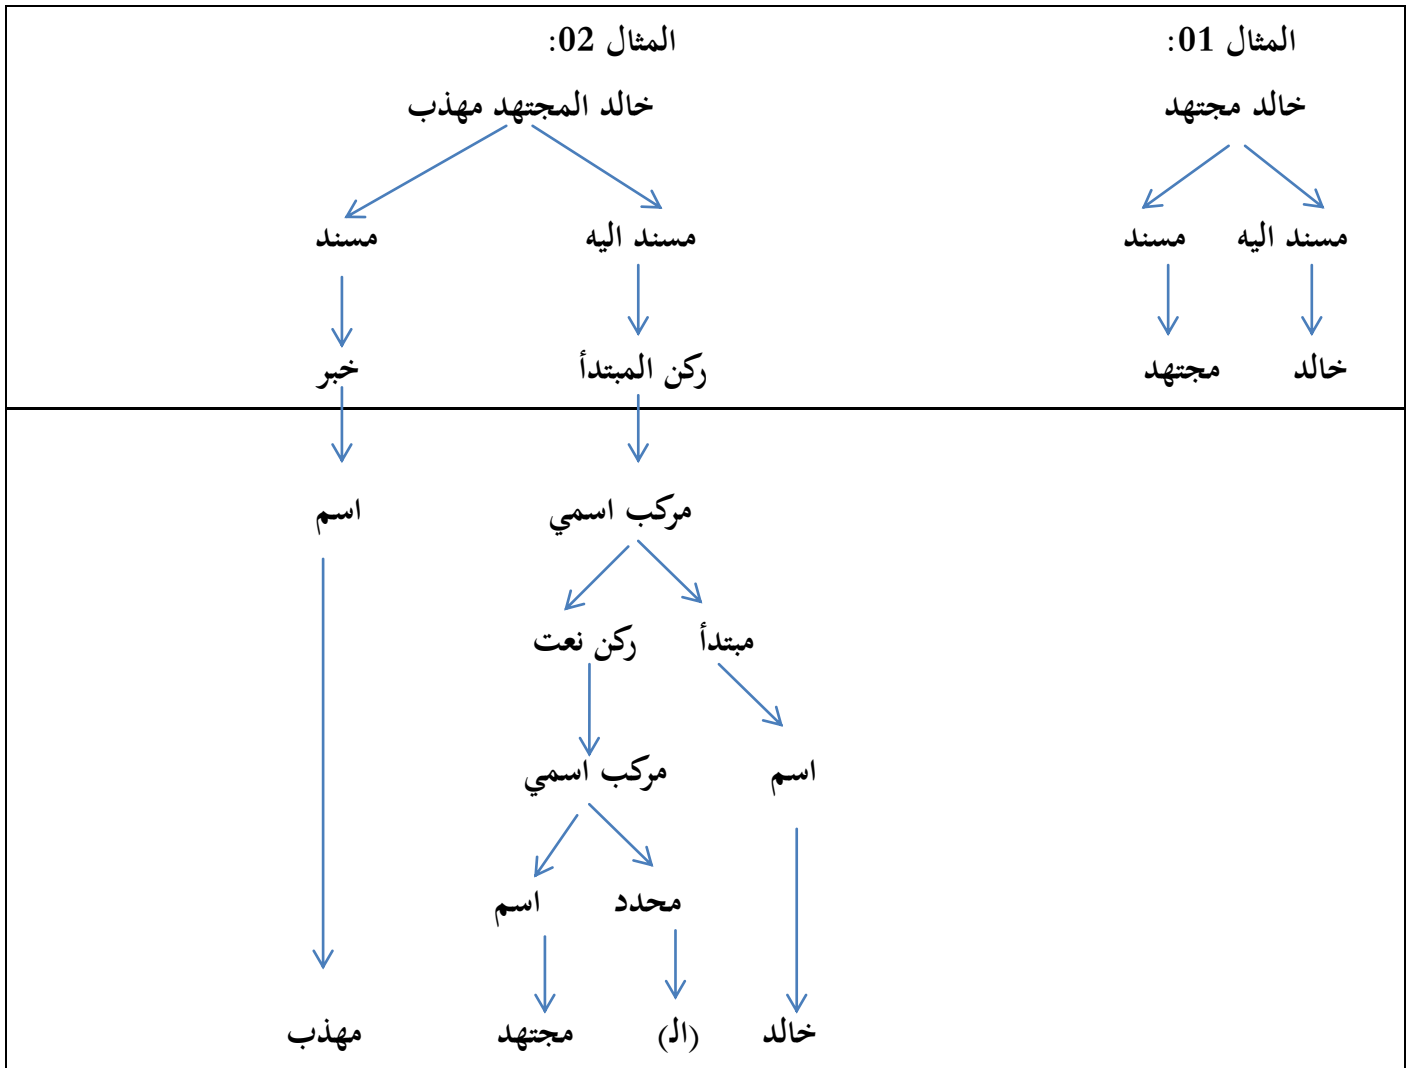 المثال 01: المثال 02:
خالد مجتهد خالد المجتهد مهذب
مسند اليه مسند مسند اليه مسند
خالد مجتهد ركن المبتدأ خبر
مركب اسمي اسم
مبتدأ ركن نعت
اسم مركب اسمي
محدد اسم
خالد (الـ) مجتهد مهذب